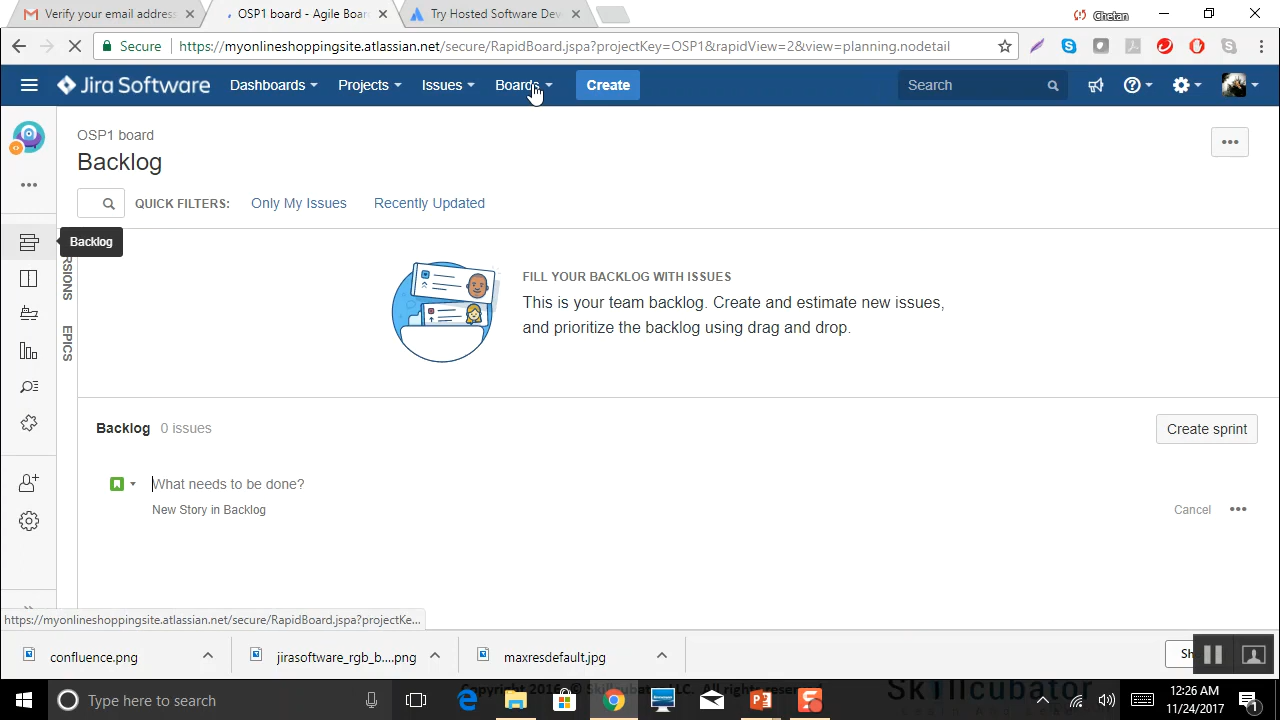 Verify your email address
OSP1 board - Agile Boar
Try Hosted Software Dev
Chetan
Secure
https://myonlineshoppingsite.atlassian.net/secure/RapidBoard.jspa?projectKey=OSP1&rapidView=2&view=planning.nodetail
Jira Software
Dashboards
Projects
Issues
Boards
Create
Search
OSP1 board
Backlog
QUICK FILTERS:
Only My Issues
Recently Updated
Backlog
EPICS
FILL YOUR BACKLOG WITH ISSUES
This is your team backlog. Create and estimate new issues,
and prioritize the backlog using drag and drop.
Backlog 0 issues
Create sprint
What needs to be done?
New Story in Backlog
Cancel
https://myonlineshoppingsite.atlassian.net/secure/RapidBoard.jspa?projectKe...
confluence.png
jirasoftware_rgb_b....png
maxresdefault.jpg
Type here to search
12:26 AM
11/24/2017
1